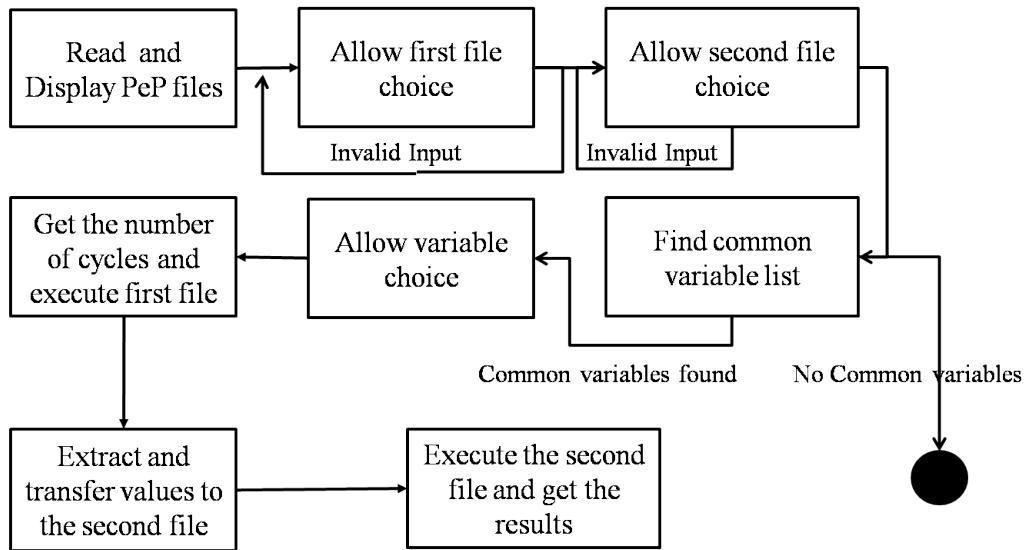 Read and
Display PeP files
Allow first file
choice
Allow second file
choice
Invalid Input
Invalid Input
Get the number
of cycles and
execute first file
Allow variable
choice
Find common
variable list
Common variables found
No Common variables
Extract and
transfer values to
the second file
Execute the second
file and get the
results